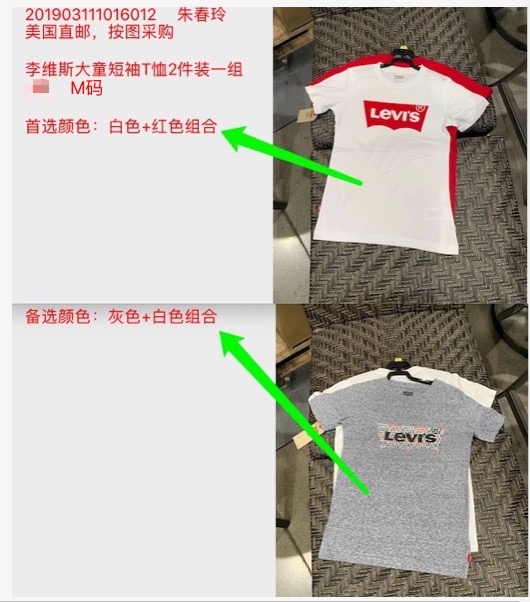 201903111016012 朱春玲
美国直邮，按图采购
李维斯大童短袖T恤2件装一组
M码
首选颜色：白色+红色组合
LEVI'S®
备选颜色：灰色+白色组合
LEVI'S